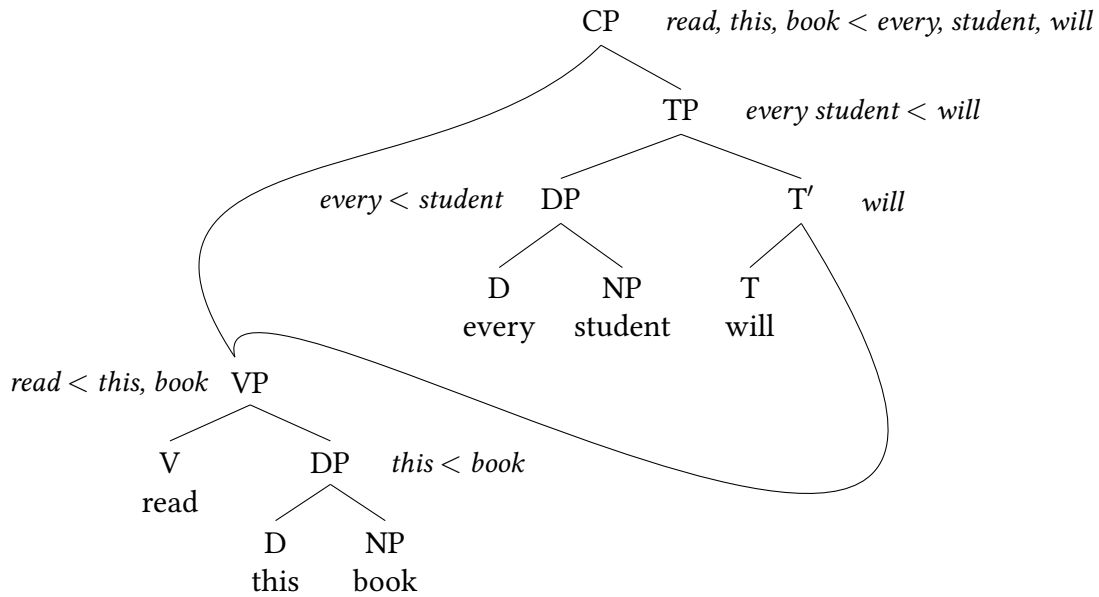 CP read, this, book < every, student, will
TP every student < will
every < student DP T′ will
D NP T
every student will
read < this, book VP
V DP this < book
read
D NP
this book